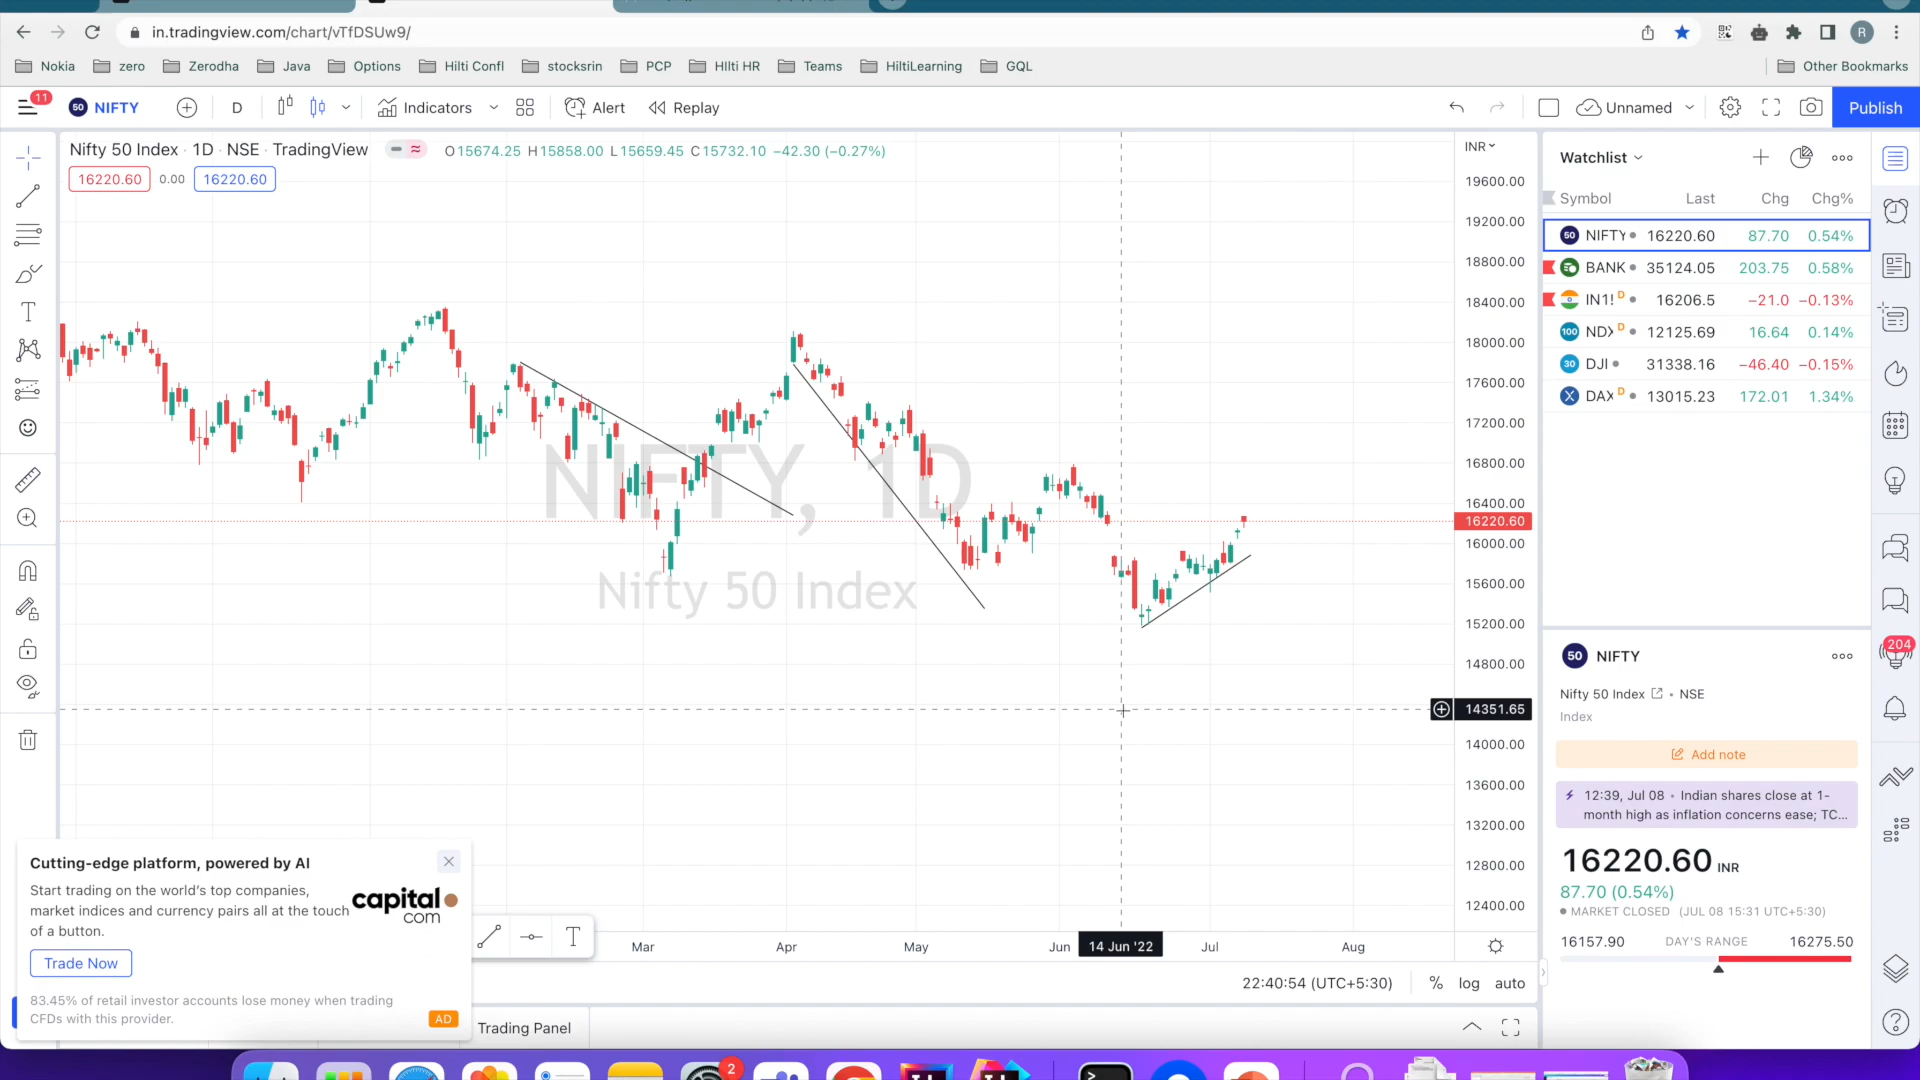 in.tradingview.com/chart/vTfDSUw9/
R
Nokia zero Zerodha Java Options Hilti Confl stocksrin PCP HIlti HR Teams HiltiLearning GQL Other Bookmarks
11 50 NIFTY D Indicators Alert Replay Unnamed Publish
Nifty 50 Index · 1D · NSE · TradingView O15674.25 H15858.00 L15659.45 C15732.10 −42.30 (−0.27%)
16220.60 0.00 16220.60
INR
19600.00
19200.00
18800.00
18400.00
18000.00
17600.00
17200.00
16800.00
16400.00
16220.60
16000.00
15600.00
15200.00
14800.00
14351.65
14000.00
13600.00
13200.00
12800.00
12400.00
NIFTY, 1D
Nifty 50 Index
Mar Apr May Jun 14 Jun '22 Jul Aug
22:40:54 (UTC+5:30) % log auto
Trading Panel
Cutting-edge platform, powered by AI
Start trading on the world's top companies,
market indices and currency pairs all at the touch
of a button.
capital
com
Trade Now
83.45% of retail investor accounts lose money when trading
CFDs with this provider.
AD
Watchlist
Symbol Last Chg Chg%
50 NIFTY 16220.60 87.70 0.54%
BANK 35124.05 203.75 0.58%
IN1! D 16206.5 −21.0 −0.13%
100 NDX D 12125.69 16.64 0.14%
30 DJI 31338.16 −46.40 −0.15%
X DAX D 13015.23 172.01 1.34%
50 NIFTY
Nifty 50 Index • NSE
Index
Add note
12:39, Jul 08 • Indian shares close at 1-
month high as inflation concerns ease; TC...
16220.60 INR
87.70 (0.54%)
MARKET CLOSED (JUL 08 15:31 UTC+5:30)
16157.90 DAY'S RANGE 16275.50
204
2